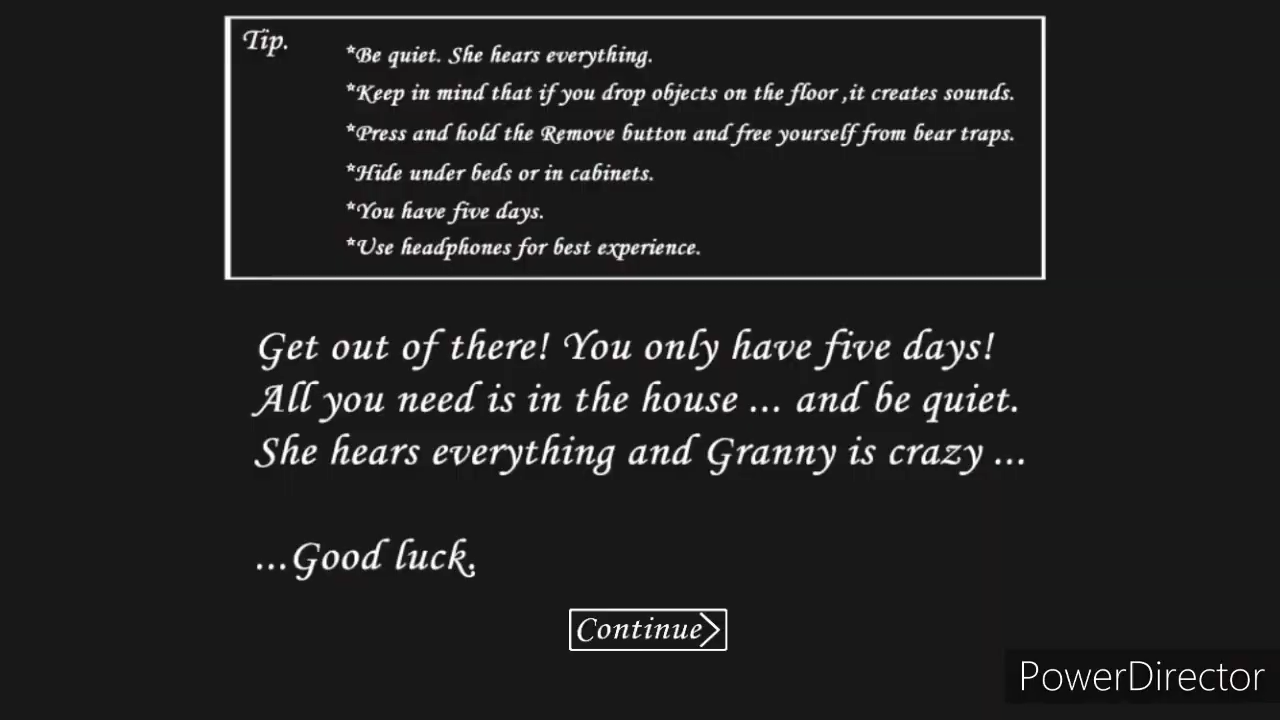 Tip.
*Be quiet. She hears everything.
*Keep in mind that if you drop objects on the floor ,it creates sounds.
*Press and hold the Remove button and free yourself from bear traps.
*Hide under beds or in cabinets.
*You have five days.
*Use headphones for best experience.
Get out of there! You only have five days!
All you need is in the house ... and be quiet.
She hears everything and Granny is crazy ...
...Good luck.
Continue
PowerDirector